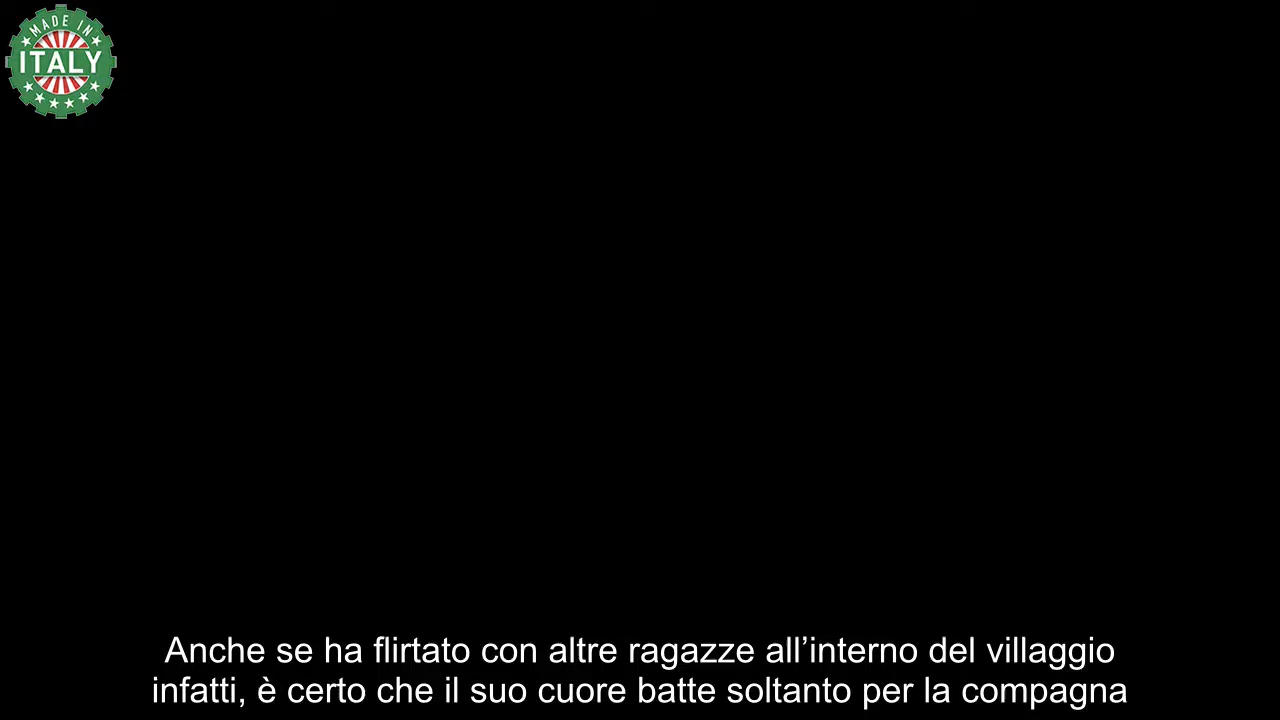 MADE IN
ITALY
Anche se ha flirtato con altre ragazze all’interno del villaggio
infatti, è certo che il suo cuore batte soltanto per la compagna